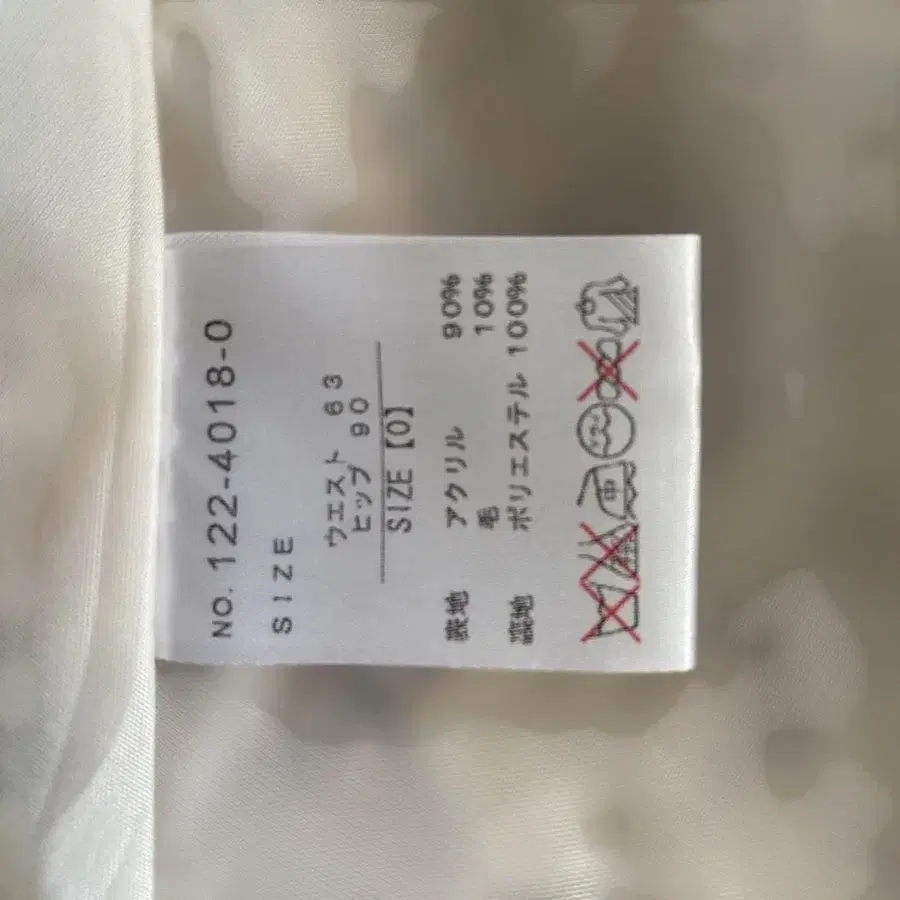 NO. 122-4018-0
SIZE
ウエスト 63
ヒップ 90
SIZE【0】
表地 アクリル 90%
毛 10%
裏地 ポリエステル 100%